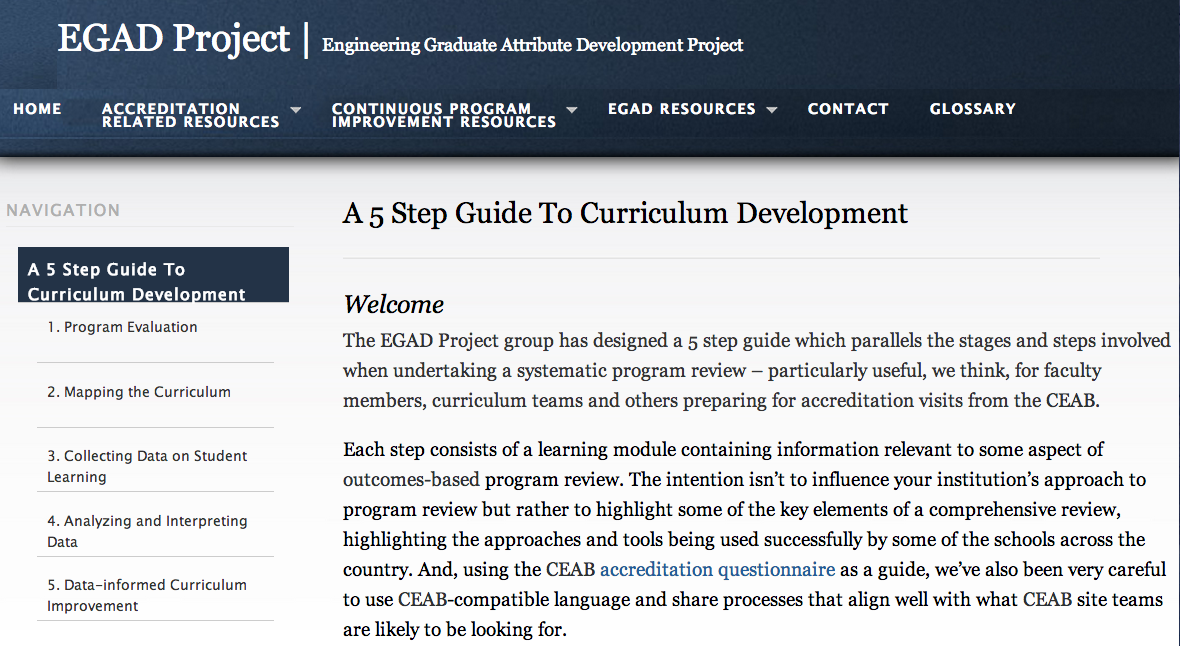 EGAD Project | Engineering Graduate Attribute Development Project
HOME
ACCREDITATION
RELATED RESOURCES
CONTINUOUS PROGRAM
IMPROVEMENT RESOURCES
EGAD RESOURCES
CONTACT
GLOSSARY
NAVIGATION
A 5 Step Guide To
Curriculum Development
1. Program Evaluation
2. Mapping the Curriculum
3. Collecting Data on Student
Learning
4. Analyzing and Interpreting
Data
5. Data-informed Curriculum
Improvement
A 5 Step Guide To Curriculum Development
Welcome
The EGAD Project group has designed a 5 step guide which parallels the stages and steps involved
when undertaking a systematic program review – particularly useful, we think, for faculty
members, curriculum teams and others preparing for accreditation visits from the CEAB.
Each step consists of a learning module containing information relevant to some aspect of
outcomes-based program review. The intention isn’t to influence your institution’s approach to
program review but rather to highlight some of the key elements of a comprehensive review,
highlighting the approaches and tools being used successfully by some of the schools across the
country. And, using the CEAB accreditation questionnaire as a guide, we’ve also been very careful
to use CEAB-compatible language and share processes that align well with what CEAB site teams
are likely to be looking for.